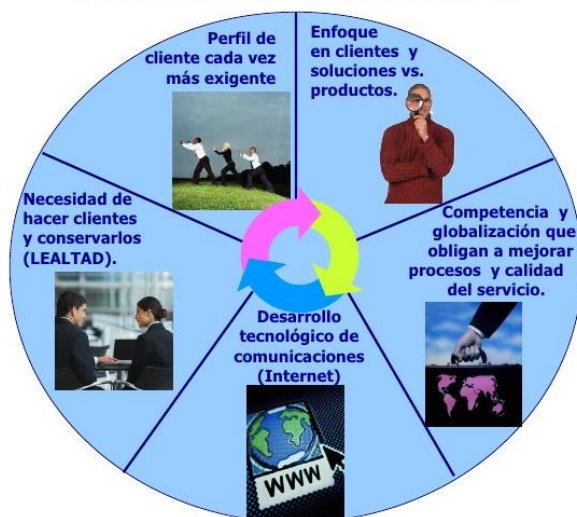 Perfil de
cliente cada vez
más exigente
Enfoque
en clientes y
soluciones vs.
productos.
Competencia y
globalización que
obligan a mejorar
procesos y calidad
del servicio.
Desarrollo
tecnológico de
comunicaciones
(Internet)
WWW
Necesidad de
hacer clientes
y conservarlos
(LEALTAD).